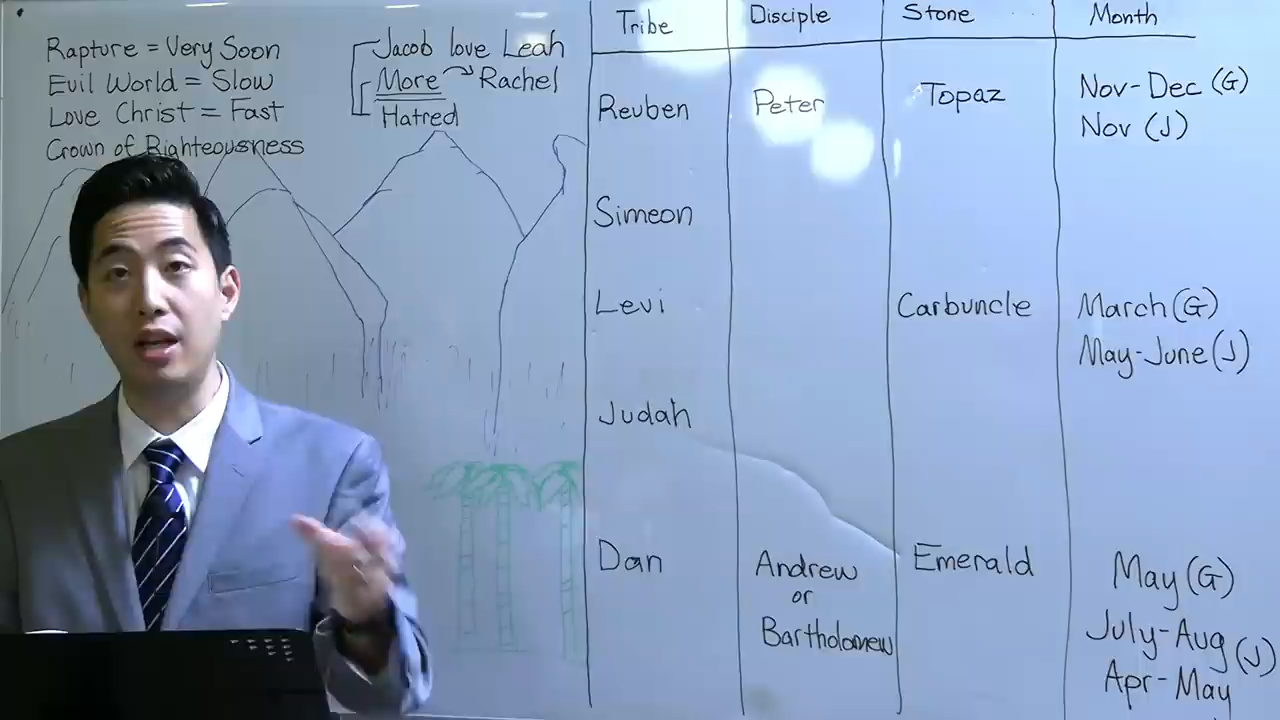 Rapture = Very Soon
Evil World = Slow
Love Christ = Fast
Crown of Righteousness
Jacob love Leah
More Rachel
Hatred
Tribe Disciple Stone Month
Reuben Peter Topaz Nov-Dec (G)
Nov (J)
Simeon
Levi Carbuncle March (G)
May-June (J)
Judah
Dan Andrew Emerald May (G)
or
Bartholomew July-Aug (J)
Apr-May